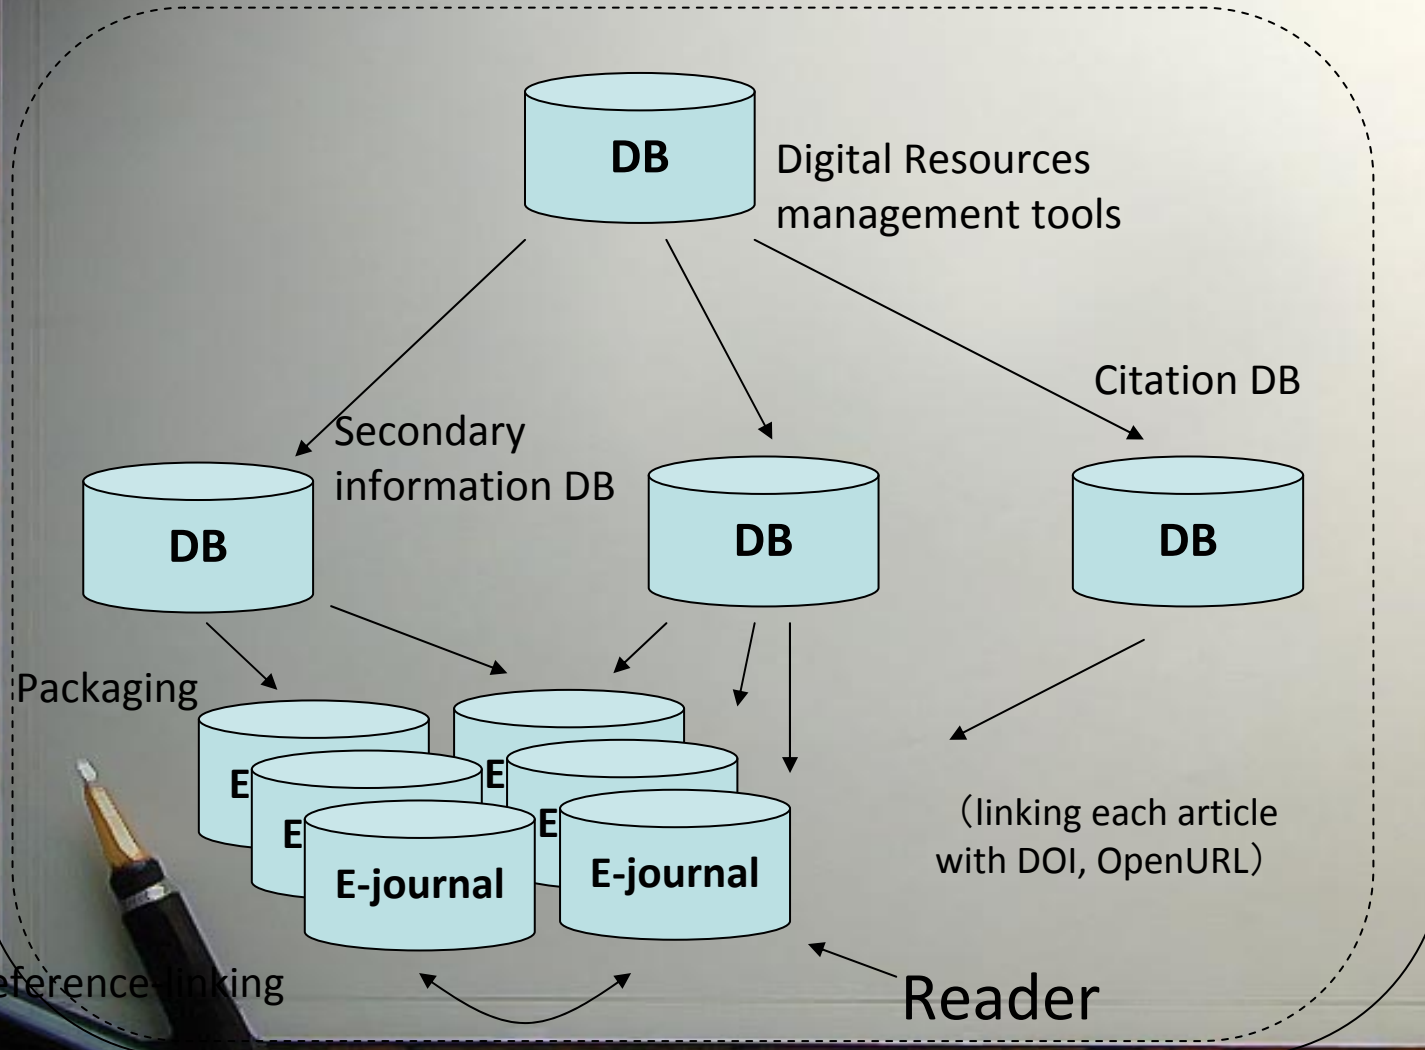 DB
Digital Resources
management tools
Citation DB
Secondary
information DB
DB
DB
DB
Packaging
E
E
E
E
E-journal
E-journal
（linking each article
with DOI, OpenURL）
eference-linking
Reader